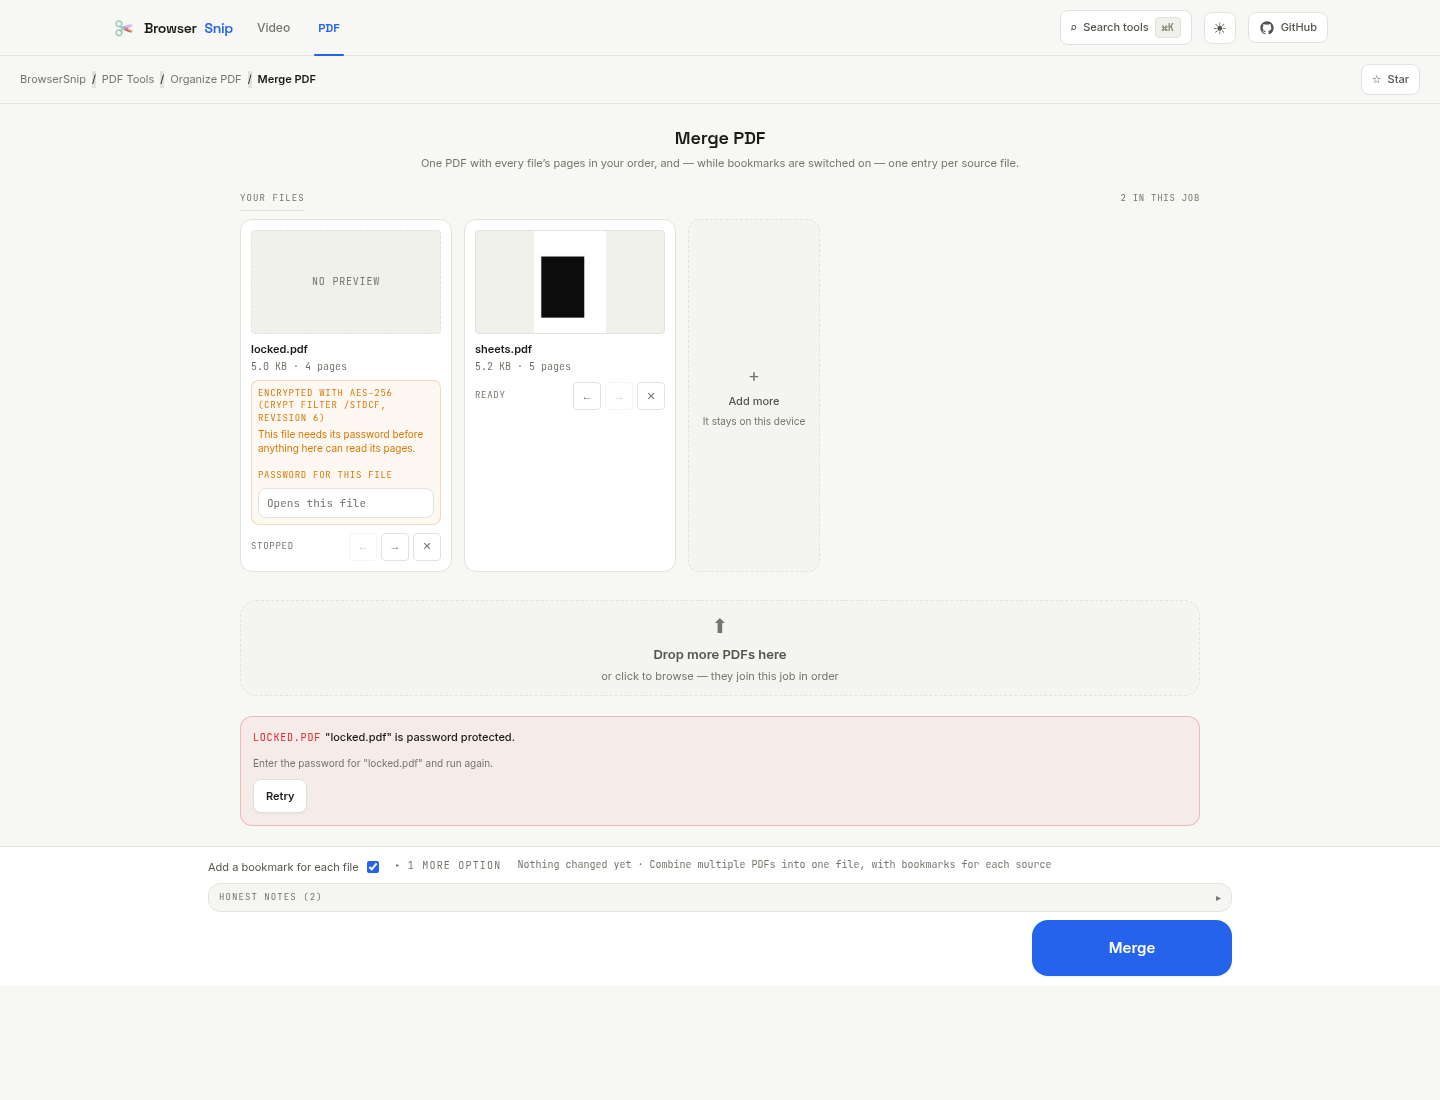 Browser Snip Video PDF Search tools ⌘K GitHub
BrowserSnip / PDF Tools / Organize PDF / Merge PDF ☆ Star
Merge PDF
One PDF with every file’s pages in your order, and — while bookmarks are switched on — one entry per source file.
YOUR FILES 2 IN THIS JOB
NO PREVIEW
locked.pdf
5.0 KB · 4 pages
ENCRYPTED WITH AES-256
(CRYPT FILTER /STDCF,
REVISION 6)
This file needs its password before
anything here can read its pages.
PASSWORD FOR THIS FILE
Opens this file
STOPPED ← → ✕
sheets.pdf
5.2 KB · 5 pages
READY ← → ✕
+
Add more
It stays on this device
Drop more PDFs here
or click to browse — they join this job in order
LOCKED.PDF "locked.pdf" is password protected.
Enter the password for "locked.pdf" and run again.
Retry
Add a bookmark for each file ▸ 1 MORE OPTION Nothing changed yet · Combine multiple PDFs into one file, with bookmarks for each source
HONEST NOTES (2) ▸
Merge